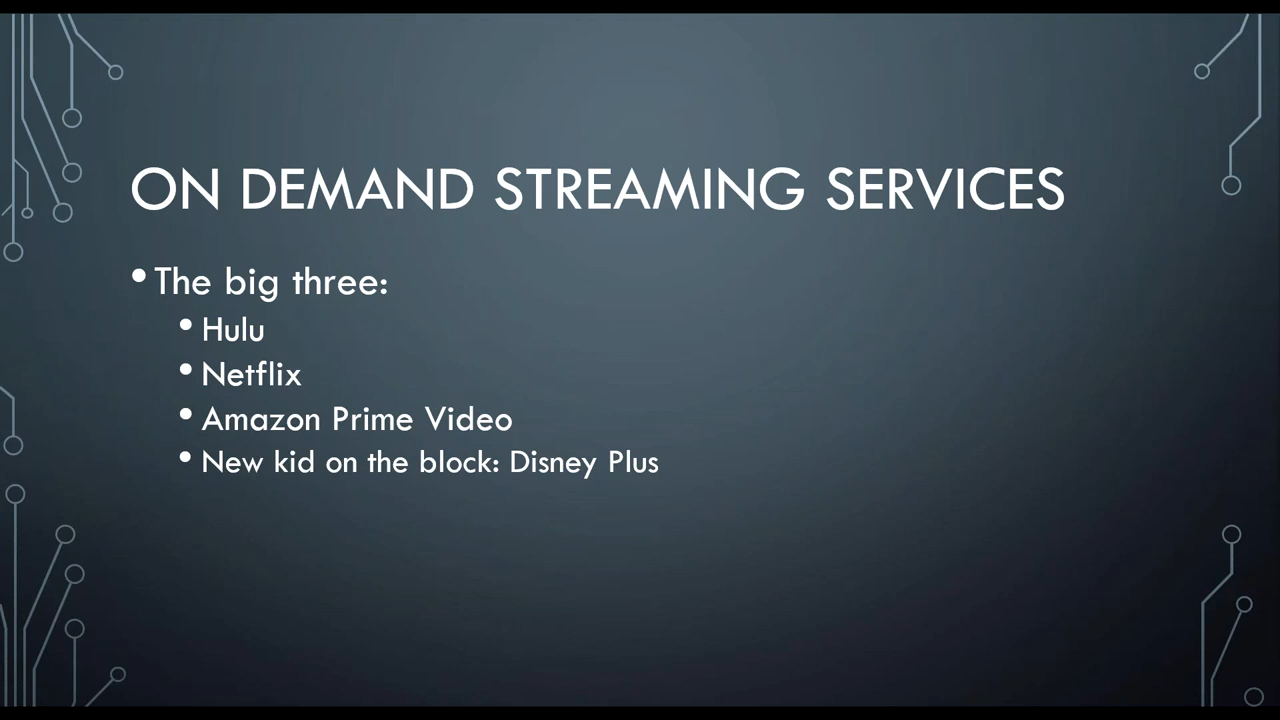 ON DEMAND STREAMING SERVICES
• The big three:
• Hulu
• Netflix
• Amazon Prime Video
• New kid on the block: Disney Plus